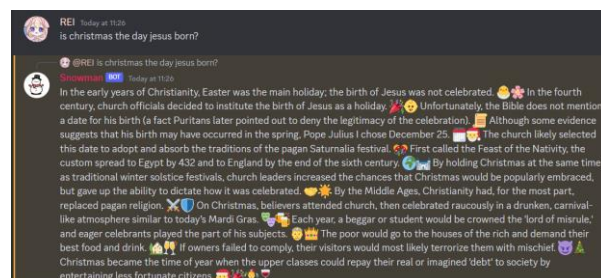 REI Today at 11:26
is christmas the day jesus born?
@REI is christmas the day jesus born?
Snowman BOT Today at 11:26
In the early years of Christianity, Easter was the main holiday; the birth of Jesus was not celebrated. 🐣🌸 In the fourth
century, church officials decided to institute the birth of Jesus as a holiday. 🎉👶 Unfortunately, the Bible does not mention
a date for his birth (a fact Puritans later pointed out to deny the legitimacy of the celebration). 📜 Although some evidence
suggests that his birth may have occurred in the spring, Pope Julius I chose December 25. 🗓️🎅 The church likely selected
this date to adopt and absorb the traditions of the pagan Saturnalia festival. 🎊 First called the Feast of the Nativity, the
custom spread to Egypt by 432 and to England by the end of the sixth century. 🌍 By holding Christmas at the same time
as traditional winter solstice festivals, church leaders increased the chances that Christmas would be popularly embraced,
but gave up the ability to dictate how it was celebrated. 🤝☀️ By the Middle Ages, Christianity had, for the most part,
replaced pagan religion. ⚔️🛡️ On Christmas, believers attended church, then celebrated raucously in a drunken, carnival-
like atmosphere similar to today's Mardi Gras. 🎭🍻 Each year, a beggar or student would be crowned the 'lord of misrule,'
and eager celebrants played the part of his subjects. 🤴👑 The poor would go to the houses of the rich and demand their
best food and drink. 🏠🥂 If owners failed to comply, their visitors would most likely terrorize them with mischief. 😈🎄
Christmas became the time of year when the upper classes could repay their real or imagined 'debt' to society by
entertaining less fortunate citizens.